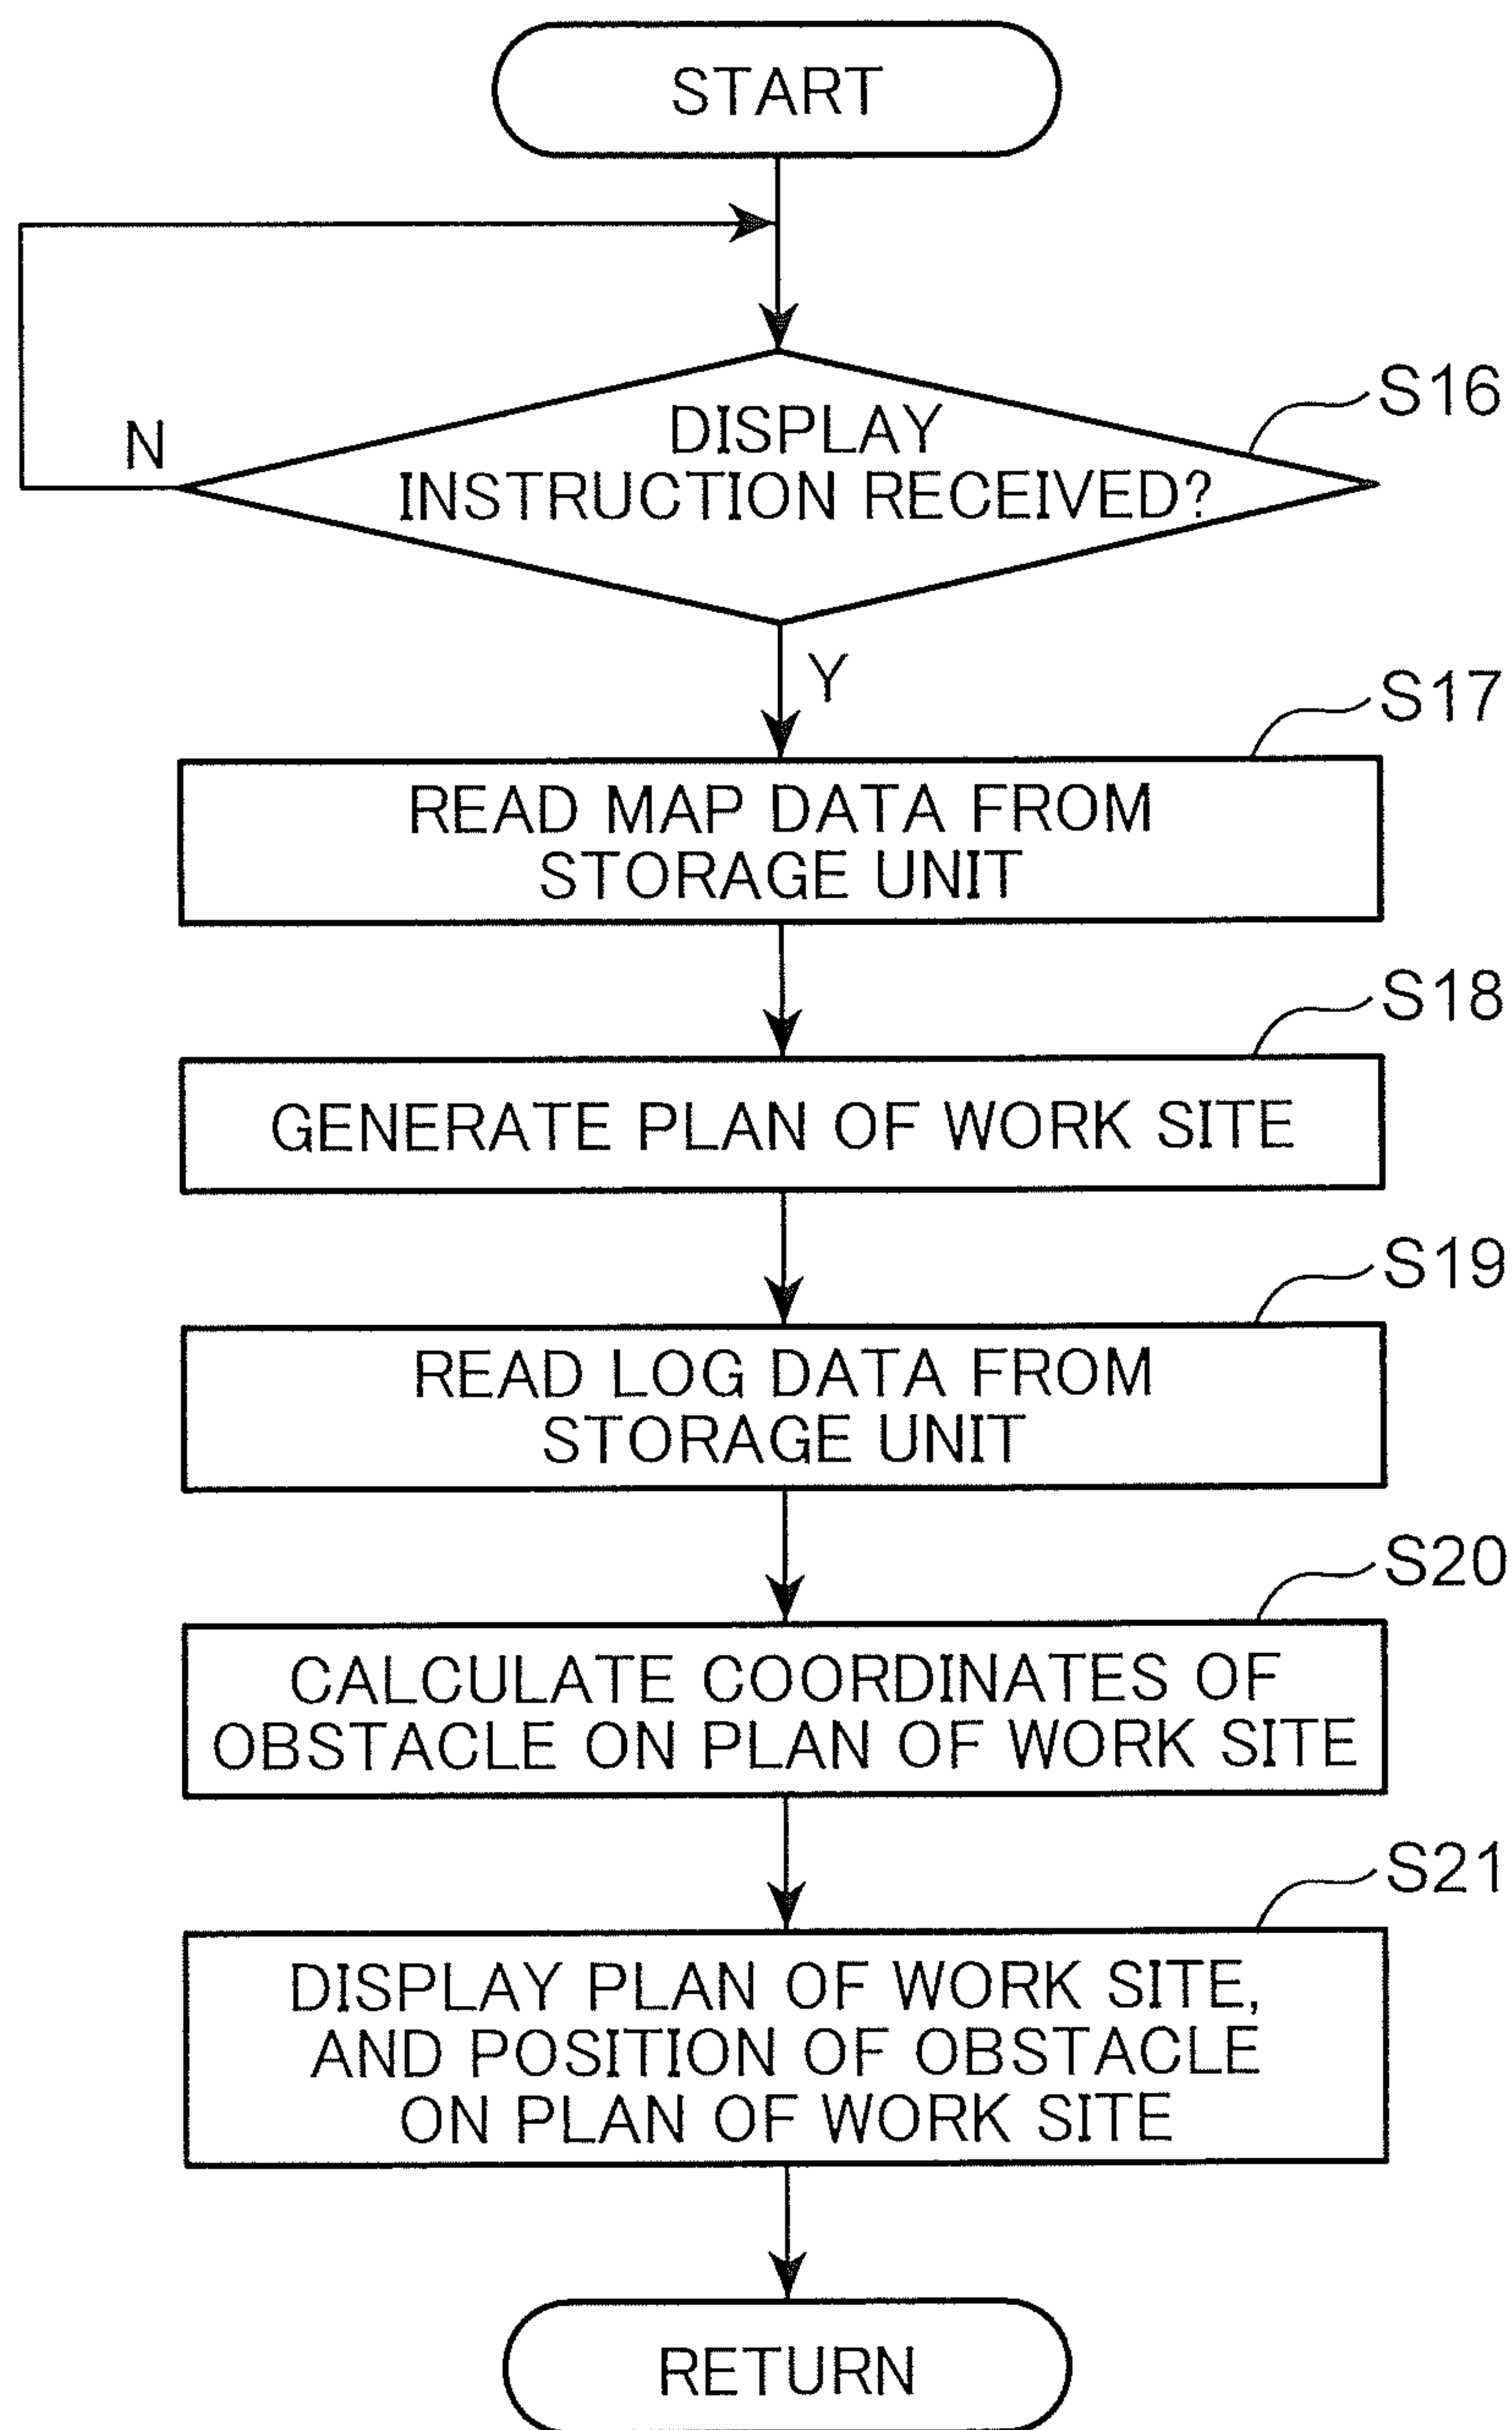 START
S16
DISPLAY
INSTRUCTION RECEIVED?
N
Y
S17
READ MAP DATA FROM
STORAGE UNIT
S18
GENERATE PLAN OF WORK SITE
S19
READ LOG DATA FROM
STORAGE UNIT
S20
CALCULATE COORDINATES OF
OBSTACLE ON PLAN OF WORK SITE
S21
DISPLAY PLAN OF WORK SITE,
AND POSITION OF OBSTACLE
ON PLAN OF WORK SITE
RETURN